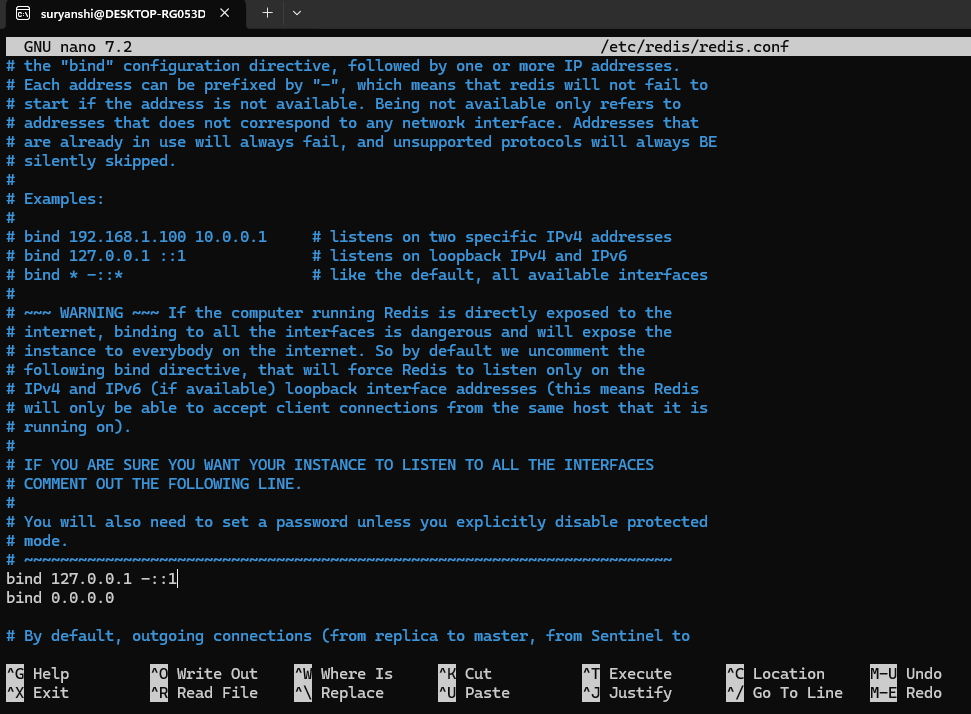 suryanshi@DESKTOP-RG053D
GNU nano 7.2 /etc/redis/redis.conf
# the "bind" configuration directive, followed by one or more IP addresses.
# Each address can be prefixed by "-", which means that redis will not fail to
# start if the address is not available. Being not available only refers to
# addresses that does not correspond to any network interface. Addresses that
# are already in use will always fail, and unsupported protocols will always BE
# silently skipped.
#
# Examples:
#
# bind 192.168.1.100 10.0.0.1     # listens on two specific IPv4 addresses
# bind 127.0.0.1 ::1              # listens on loopback IPv4 and IPv6
# bind * -::*                     # like the default, all available interfaces
#
# ~~~ WARNING ~~~ If the computer running Redis is directly exposed to the
# internet, binding to all the interfaces is dangerous and will expose the
# instance to everybody on the internet. So by default we uncomment the
# following bind directive, that will force Redis to listen only on the
# IPv4 and IPv6 (if available) loopback interface addresses (this means Redis
# will only be able to accept client connections from the same host that it is
# running on).
#
# IF YOU ARE SURE YOU WANT YOUR INSTANCE TO LISTEN TO ALL THE INTERFACES
# COMMENT OUT THE FOLLOWING LINE.
#
# You will also need to set a password unless you explicitly disable protected
# mode.
# ~~~~~~~~~~~~~~~~~~~~~~~~~~~~~~~~~~~~~~~~~~~~~~~~~~~~~~~~~~~~~~~~~~~~~~~~
bind 127.0.0.1 -::1
bind 0.0.0.0
# By default, outgoing connections (from replica to master, from Sentinel to
^G Help ^O Write Out ^W Where Is ^K Cut ^T Execute ^C Location M-U Undo
^X Exit ^R Read File ^\ Replace ^U Paste ^J Justify ^/ Go To Line M-E Redo